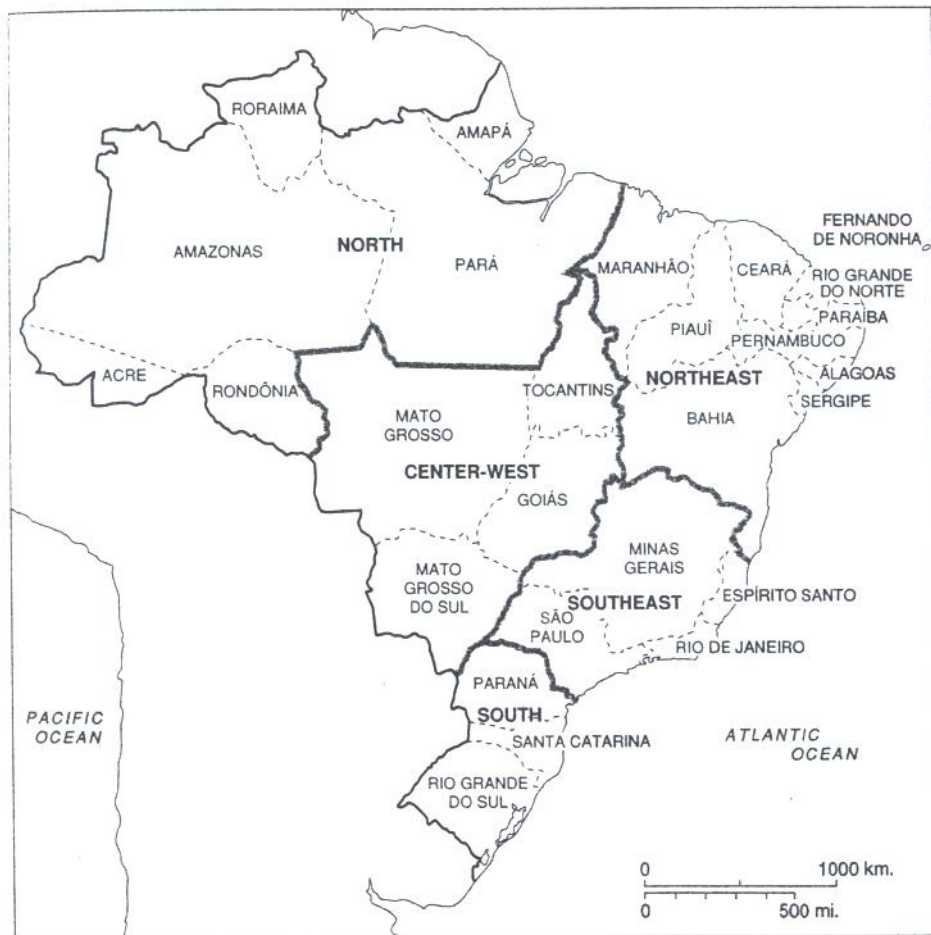 RORAIMA
AMAPÁ
FERNANDO
DE NORONHA
AMAZONAS
NORTH
PARÁ
MARANHÃO
CEARÁ
RIO GRANDE
DO NORTE
PARAÍBA
PIAUÎ
PERNAMBUCO
ACRE
RONDÔNIA
TOCANTINS
NORTHEAST
ÁLAGOAS
SERGIPE
MATO
GROSSO
BAHIA
CENTER-WEST
GOIÁS
MATO
GROSSO
DO SUL
MINAS
GERAIS
SOUTHEAST
ESPÍRITO SANTO
SÃO
PAULO
RIO DE JANEIRO
PARANÁ
SOUTH
SANTA CATARINA
RIO GRANDE
DO SUL
PACIFIC
OCEAN
ATLANTIC
OCEAN
0 1000 km.
0 500 mi.